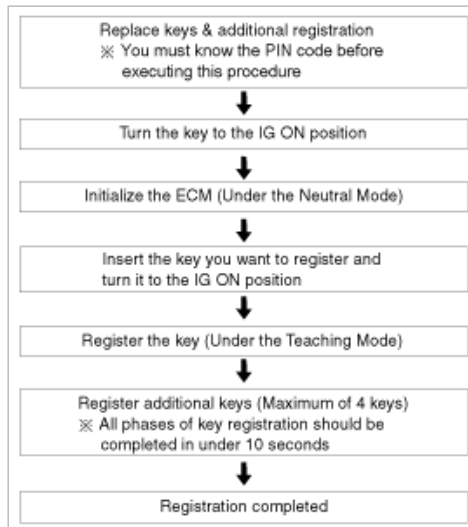 Replace keys & additional registration
※ You must know the PIN code before
executing this procedure
Turn the key to the IG ON position
Initialize the ECM (Under the Neutral Mode)
Insert the key you want to register and
turn it to the IG ON position
Register the key (Under the Teaching Mode)
Register additional keys (Maximum of 4 keys)
※ All phases of key registration should be
completed in under 10 seconds
Registration completed